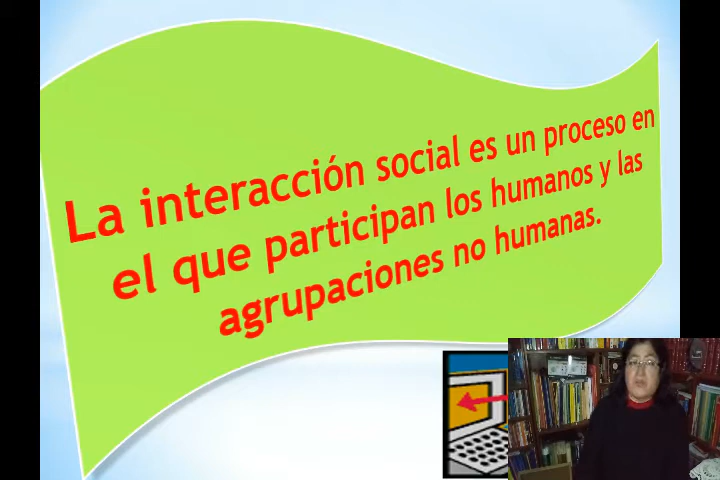 La interacción social es un proceso en
el que participan los humanos y las
agrupaciones no humanas.